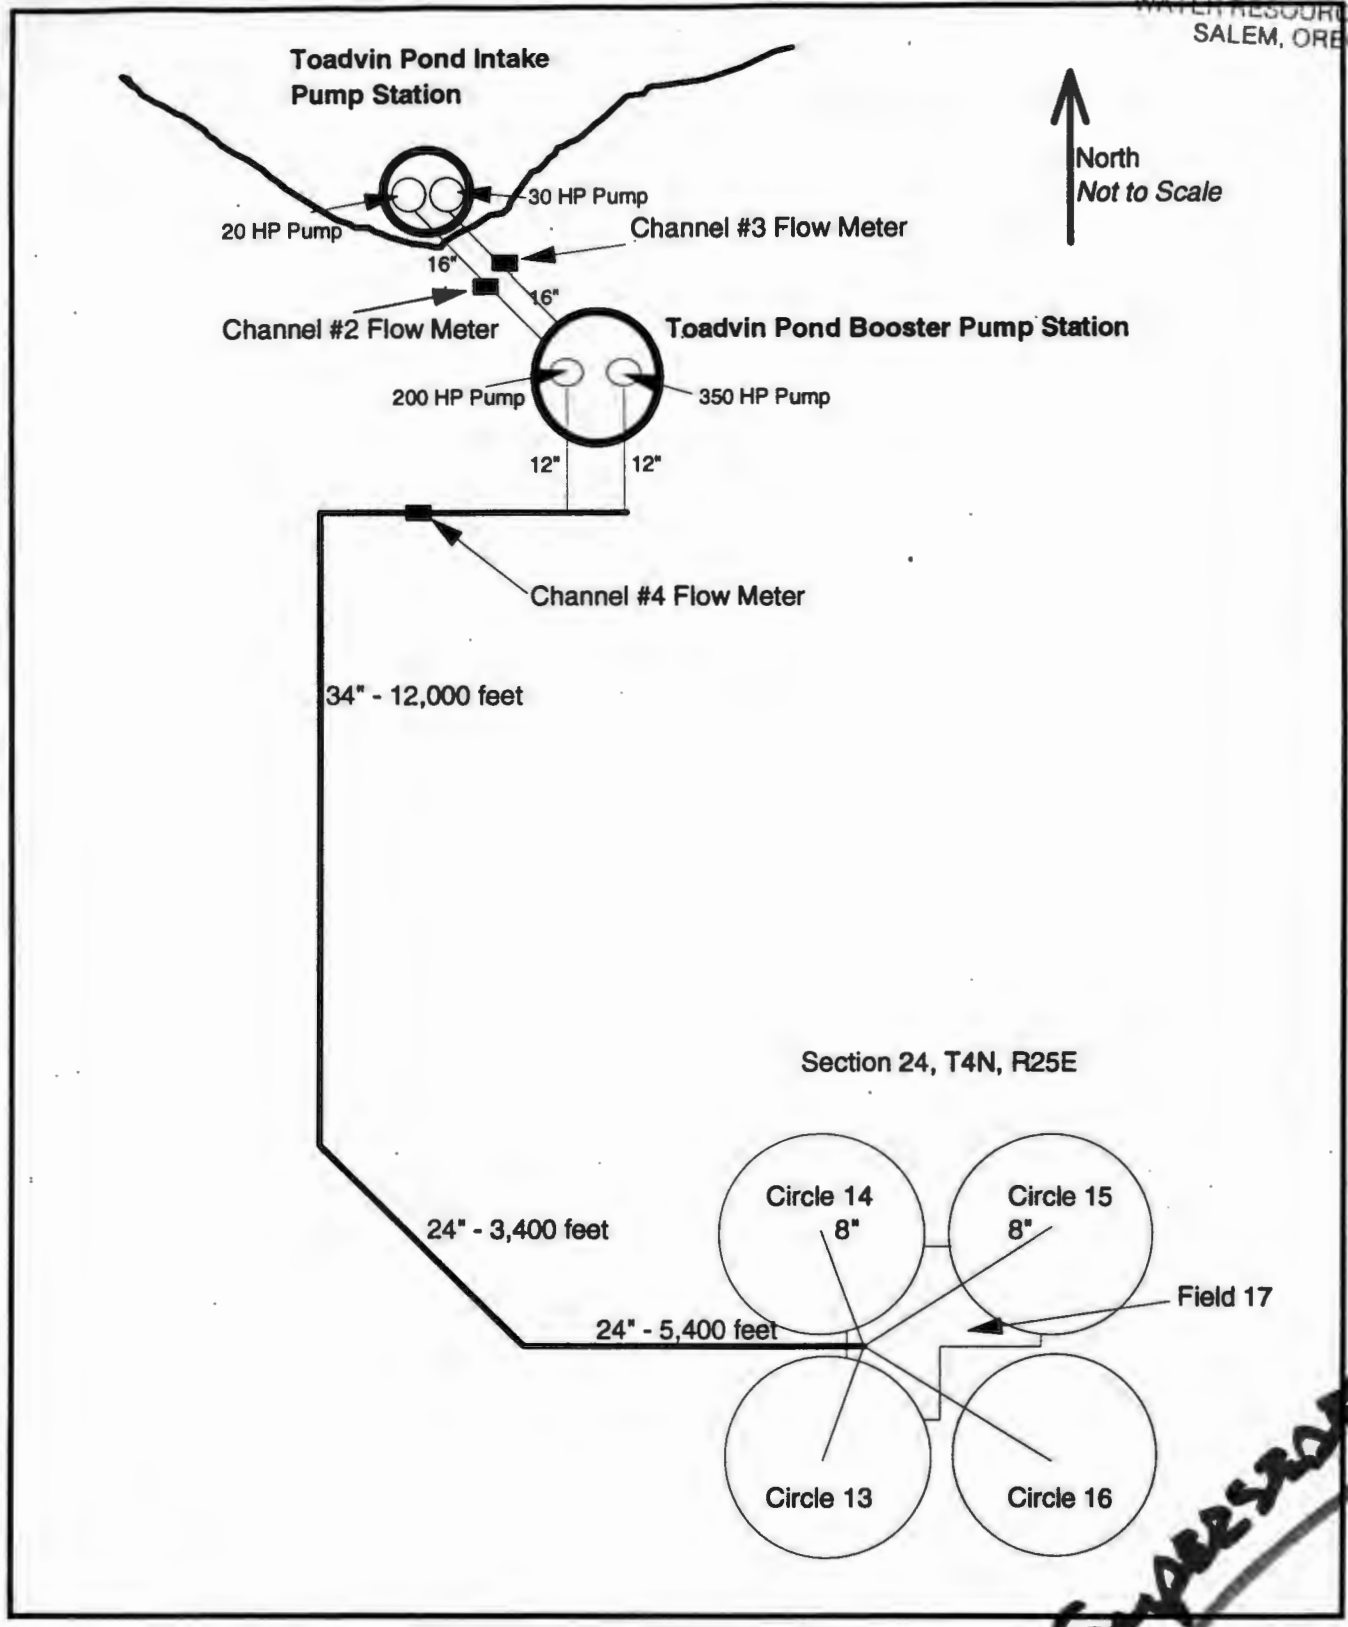 SALEM,
Toadvin Pond Intake
Pump Station
North
Not to Scale
30 HP Pump
20 HP Pump
Channel #3 Flow Meter
16"
16"
Channel #2 Flow Meter
Toadvin Pond Booster Pump Station
200 HP Pump
350 HP Pump
12"
12"
Channel #4 Flow Meter
34" - 12,000 feet
Section 24, T4N, R25E
Circle 14
8"
Circle 15
8"
24" - 3,400 feet
Field 17
24" - 5,400 feet
Circle 13
Circle 16